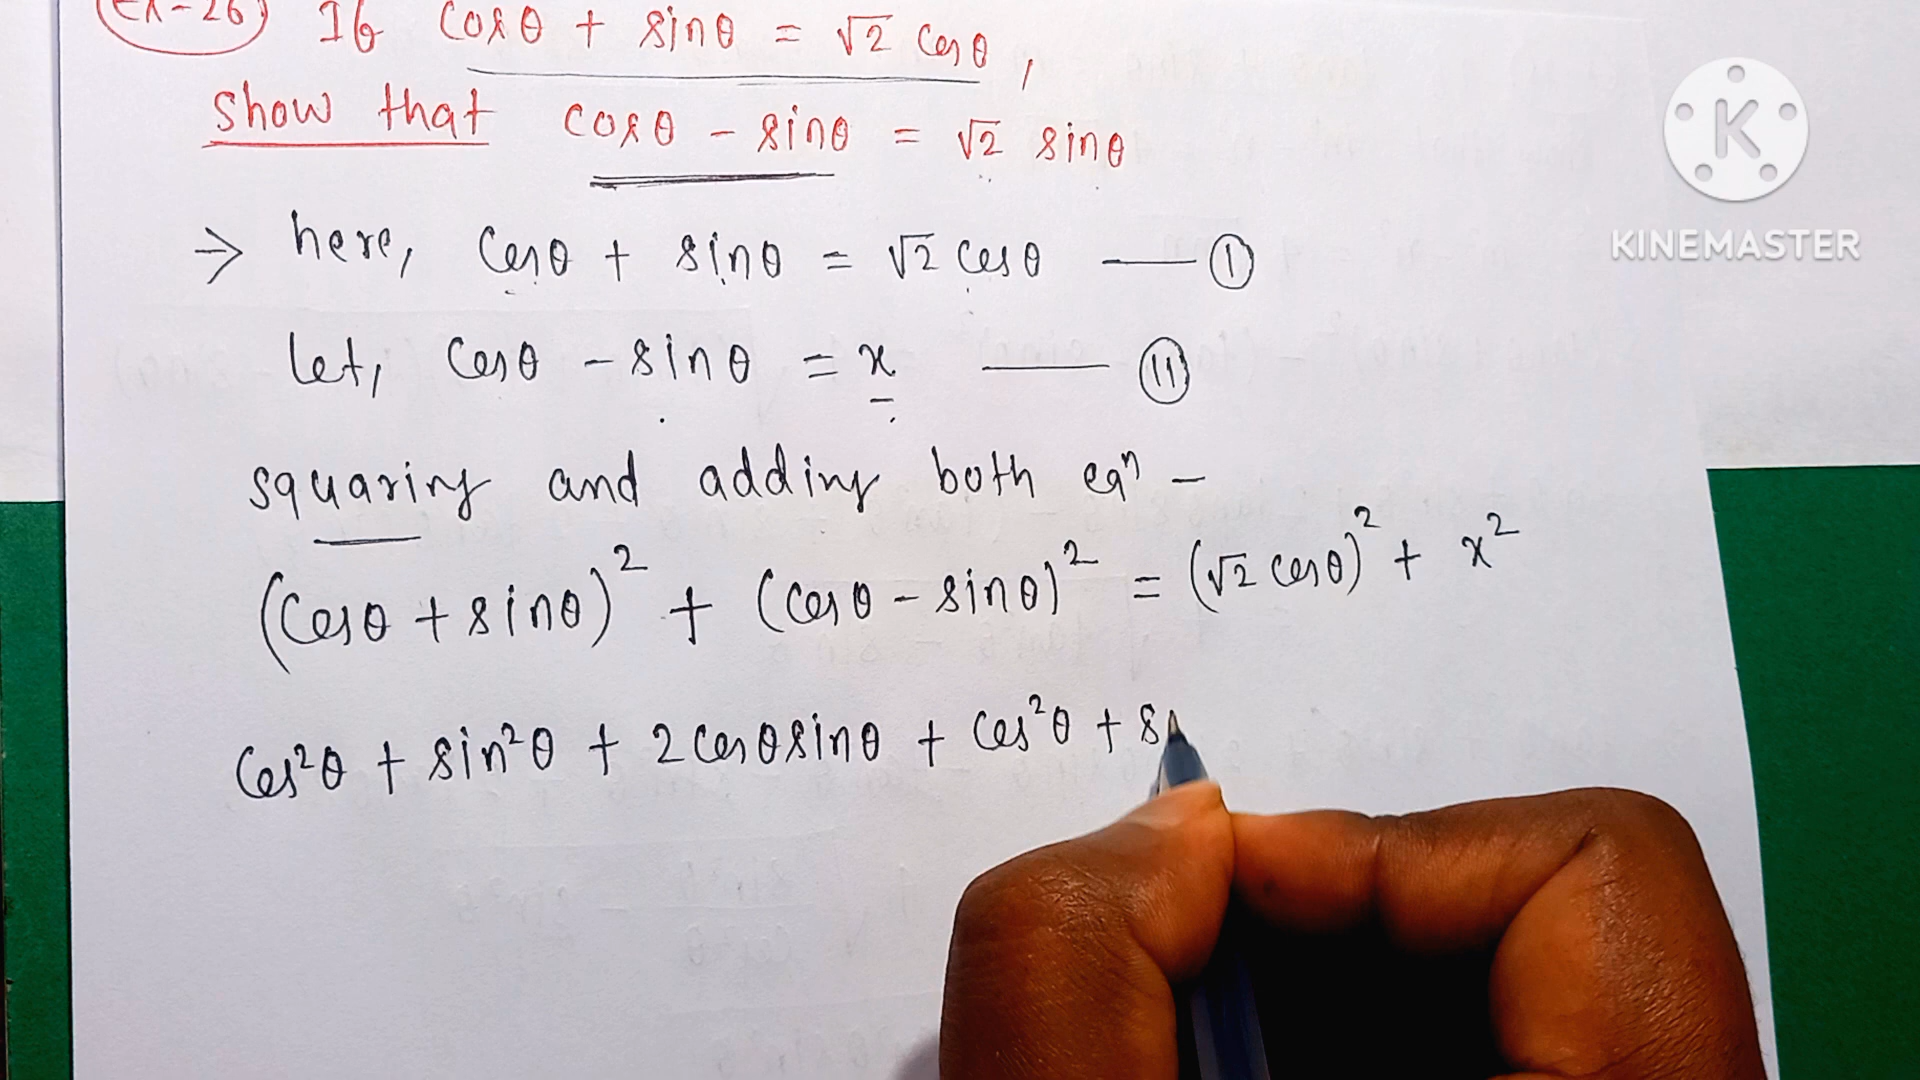 (Ex-26) If cosθ + sinθ = √2 cosθ,
show that cosθ - sinθ = √2 sinθ
→ here, cosθ + sinθ = √2 cosθ —— (I)
let, cosθ - sinθ = x —— (II)
squaring and adding both eqⁿ -
(cosθ + sinθ)² + (cosθ - sinθ)² = (√2 cosθ)² + x²
cos²θ + sin²θ + 2cosθsinθ + cos²θ + s
K
KINEMASTER